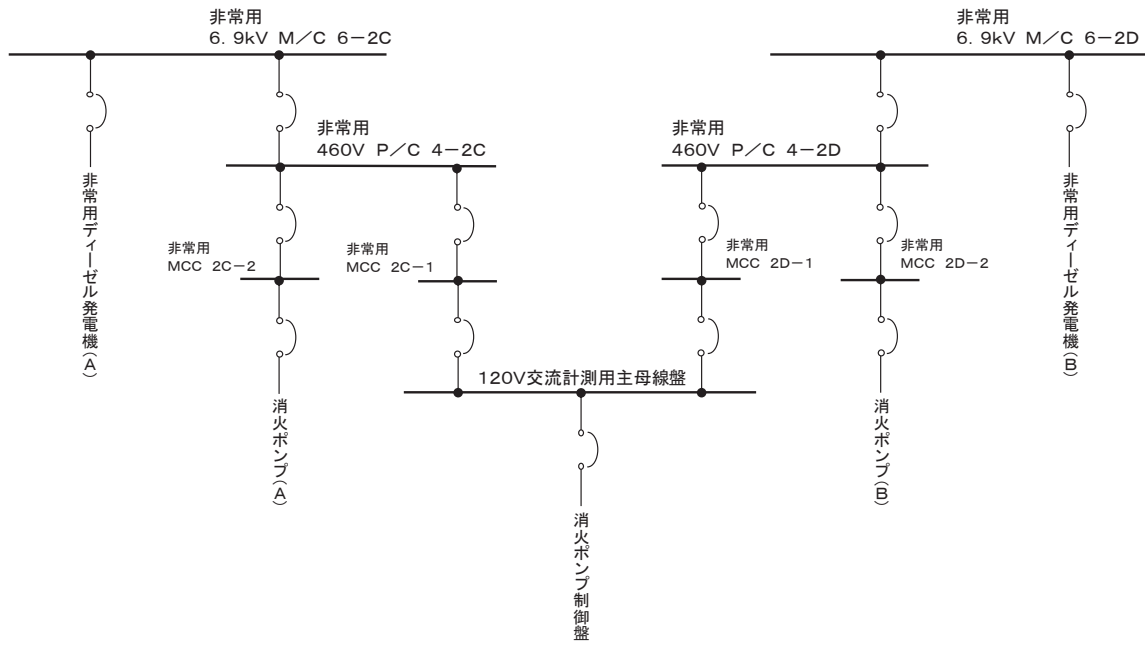 非常用
6.9kV M/C 6-2C
非常用
6.9kV M/C 6-2D
非常用
460V P/C 4-2C
非常用
460V P/C 4-2D
非常用ディーゼル発電機(A)
非常用
MCC 2C-2
非常用
MCC 2C-1
非常用
MCC 2D-1
非常用
MCC 2D-2
非常用ディーゼル発電機(B)
120V交流計測用主母線盤
消火ポンプ(A)
消火ポンプ(B)
消火ポンプ制御盤